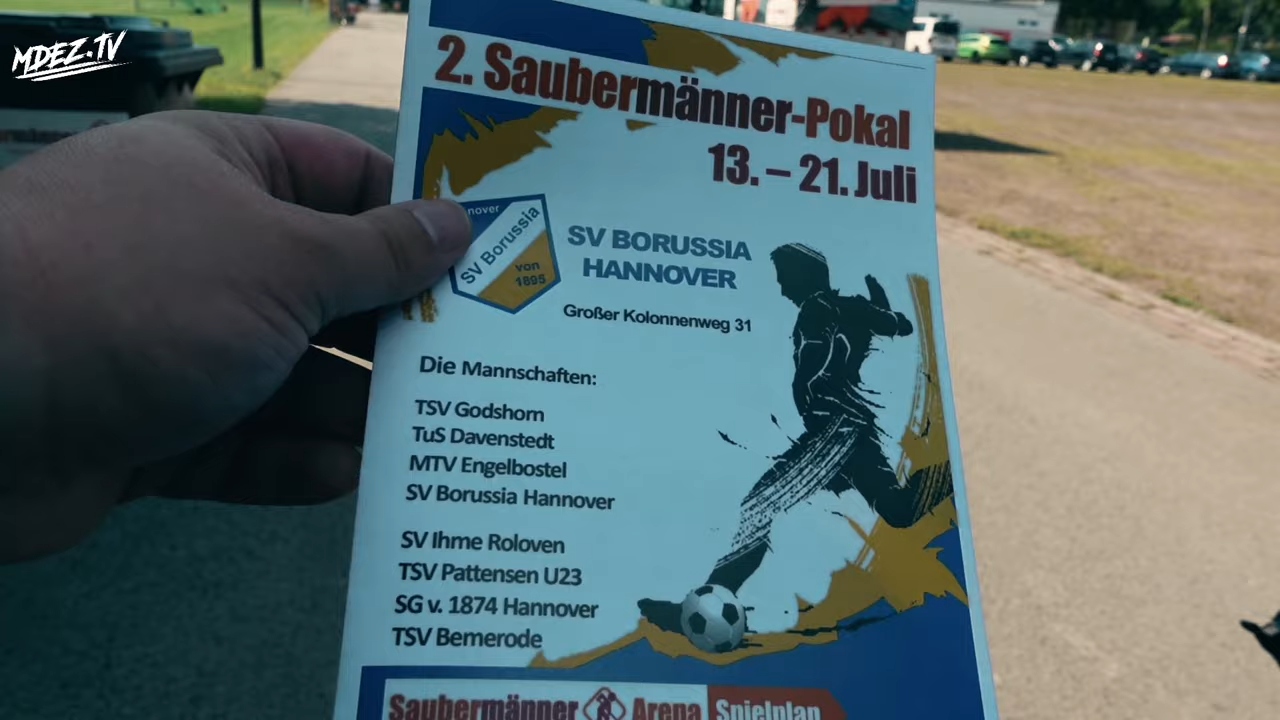 MDEZ.TV
2. Saubermänner-Pokal
13. – 21. Juli
nover
SV Borussia
von
1895
SV BORUSSIA
HANNOVER
Großer Kolonnenweg 31
Die Mannschaften:
TSV Godshorn
TuS Davenstedt
MTV Engelbostel
SV Borussia Hannover
SV Ihme Roloven
TSV Pattensen U23
SG v. 1874 Hannover
TSV Bemerode
Saubermänner Arena Spielplan